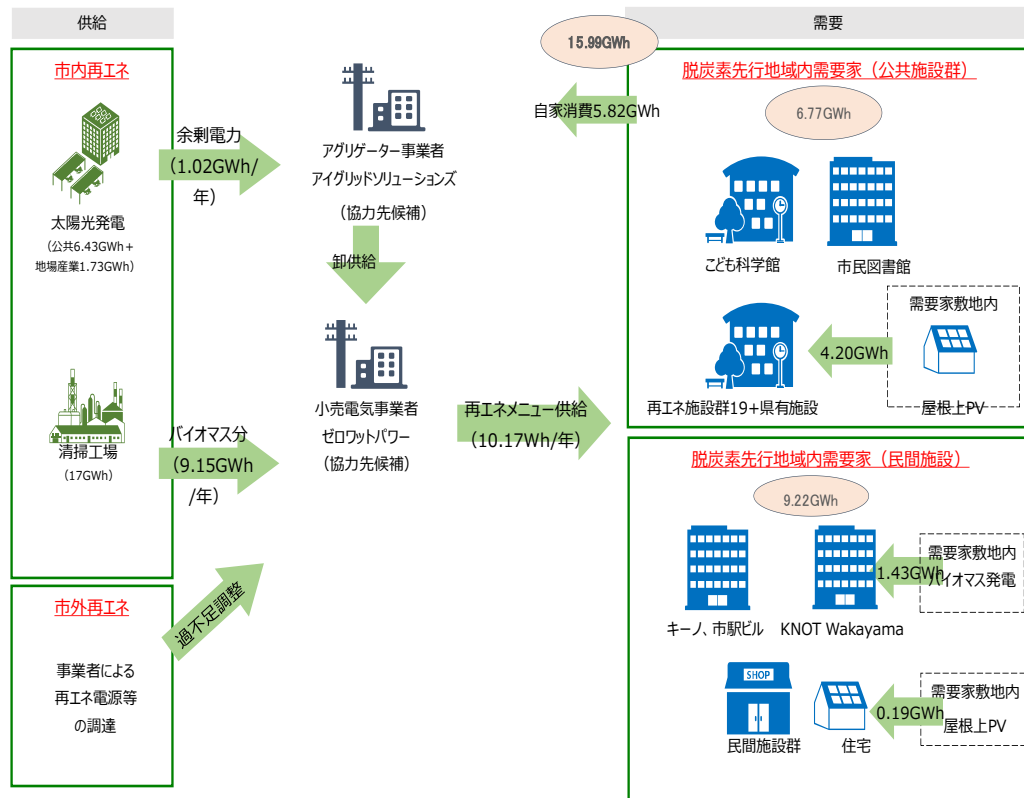 供給
市内再エネ
太陽光発電
（公共6.43GWh＋
地場産業1.73GWh）
清掃工場
（17GWh）
市外再エネ
事業者による
再エネ電源等
の調達
余剰電力
（1.02GWh/
年）
バイオマス分
（9.15GWh
/年）
過不足調整
アグリゲーター事業者
アイグリッドソリューションズ
（協力先候補）
卸供給
小売電気事業者
ゼロワットパワー
（協力先候補）
再エネメニュー供給
（10.17Wh/年）
需要
15.99GWh
自家消費5.82GWh
脱炭素先行地域内需要家（公共施設群）
6.77GWh
こども科学館
市民図書館
再エネ施設群19+県有施設
4.20GWh
需要家敷地内
屋根上PV
脱炭素先行地域内需要家（民間施設）
9.22GWh
キーノ、市駅ビル
KNOT Wakayama
1.43GWh
需要家敷地内
バイオマス発電
SHOP
民間施設群
住宅
0.19GWh
需要家敷地内
屋根上PV